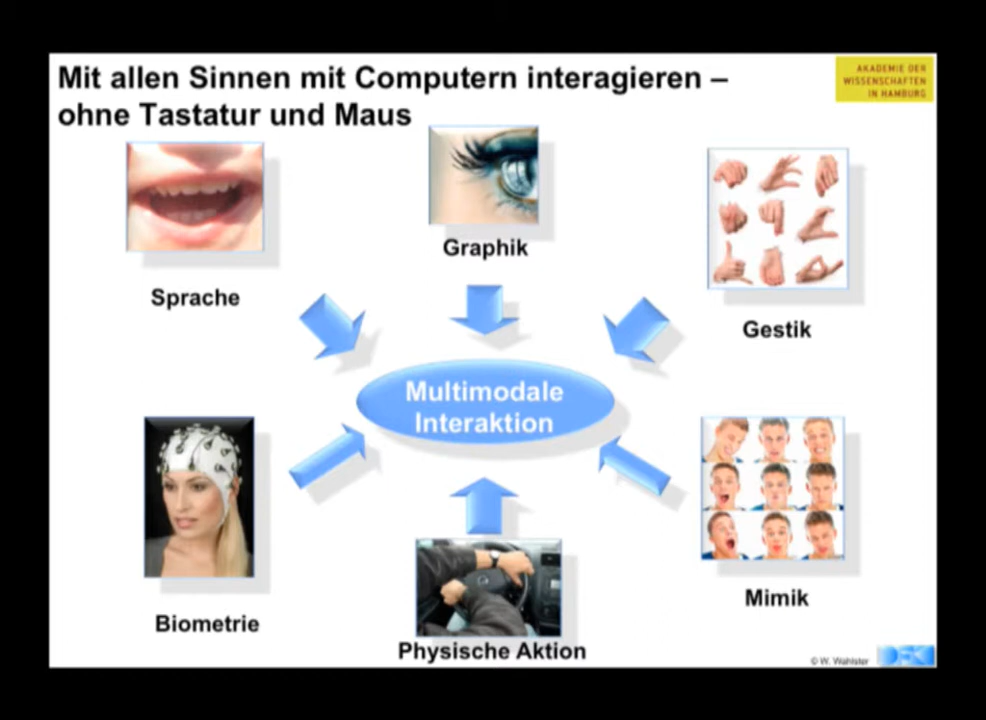 Mit allen Sinnen mit Computern interagieren –
ohne Tastatur und Maus
AKADEMIE DER
WISSENSCHAFTEN
IN HAMBURG
Graphik
Sprache
Gestik
Multimodale
Interaktion
Biometrie
Mimik
Physische Aktion
© W. Wahlster
DFKI